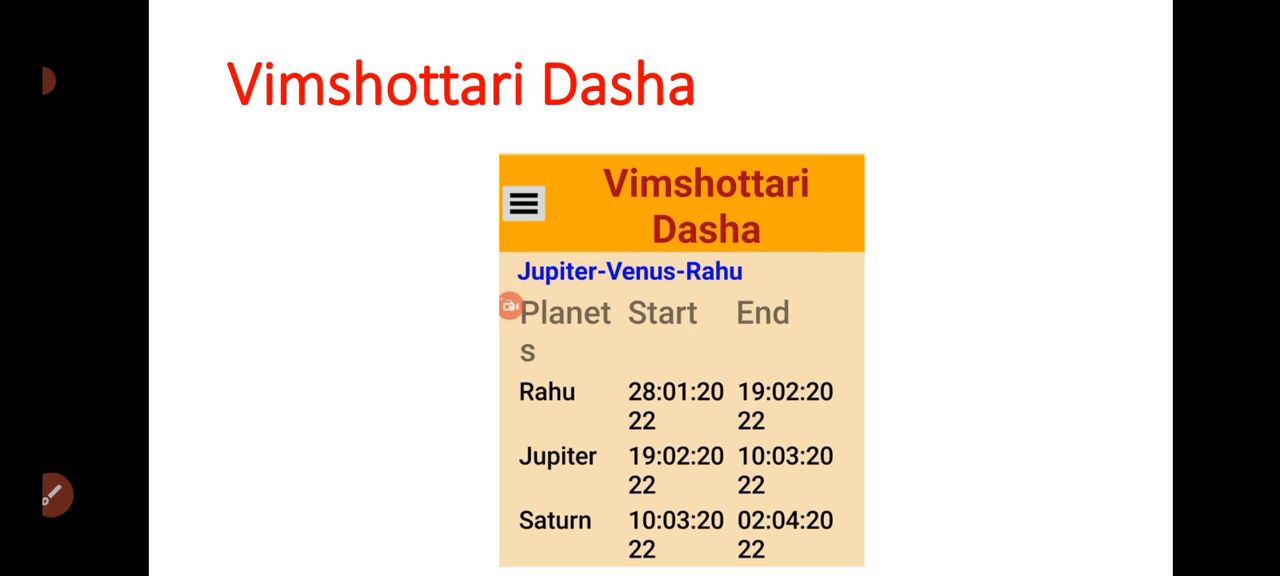 Vimshottari Dasha
Vimshottari
Dasha
Jupiter-Venus-Rahu
Planet Start End
s
Rahu 28:01:20 19:02:20
22 22
Jupiter 19:02:20 10:03:20
22 22
Saturn 10:03:20 02:04:20
22 22